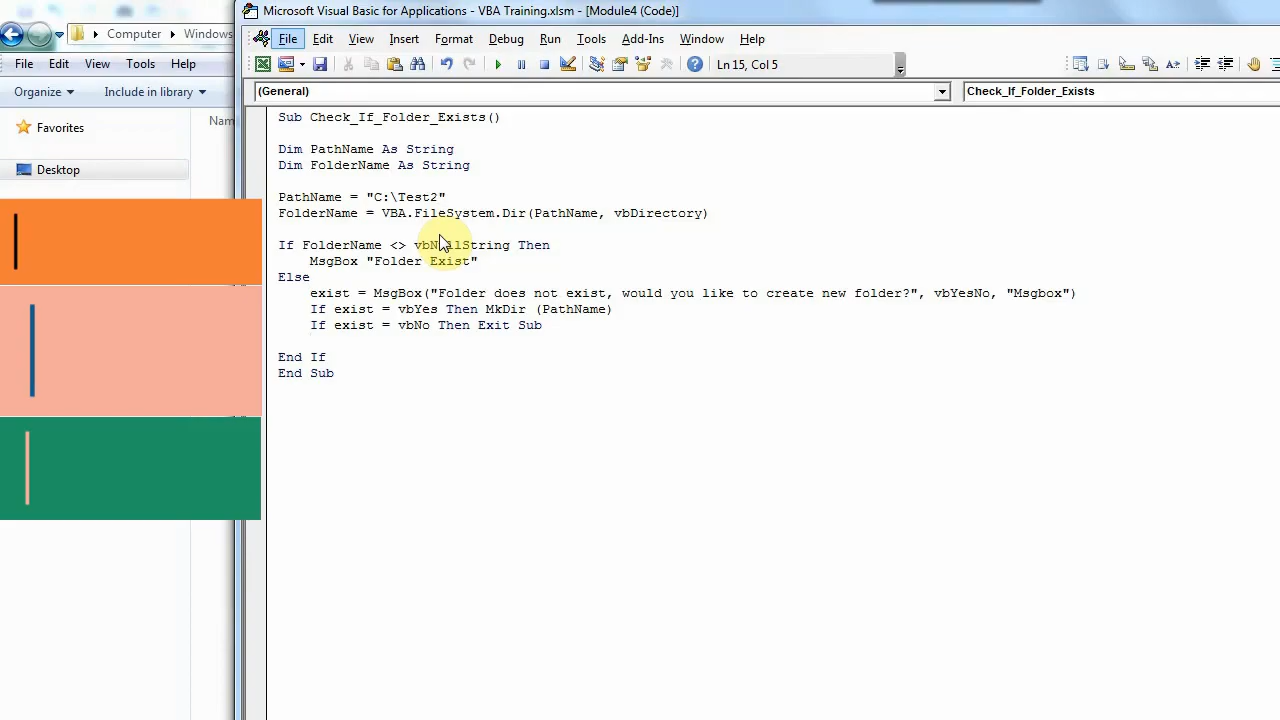 Microsoft Visual Basic for Applications - VBA Training.xlsm - [Module4 (Code)]
Computer
Windows
File Edit View Insert Format Debug Run Tools Add-Ins Window Help
File Edit View Tools Help
Ln 15, Col 5
Organize
Include in library
(General)
Check_If_Folder_Exists
Favorites
Desktop
Sub Check_If_Folder_Exists()
Dim PathName As String
Dim FolderName As String
PathName = "C:\Test2"
FolderName = VBA.FileSystem.Dir(PathName, vbDirectory)
If FolderName <> vbNullString Then
MsgBox "Folder Exist"
Else
exist = MsgBox("Folder does not exist, would you like to create new folder?", vbYesNo, "Msgbox")
If exist = vbYes Then MkDir (PathName)
If exist = vbNo Then Exit Sub
End If
End Sub